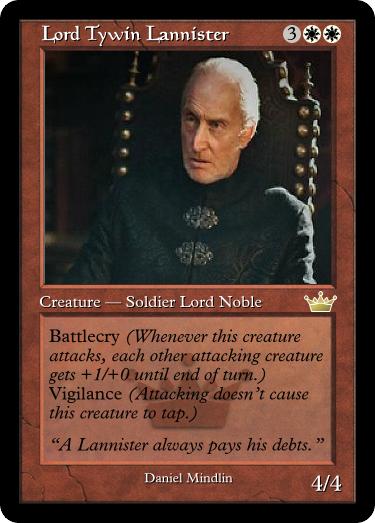 Lord Tywin Lannister 3
Creature — Soldier Lord Noble
Battlecry (Whenever this creature
attacks, each other attacking creature
gets +1/+0 until end of turn.)
Vigilance (Attacking doesn't cause
this creature to tap.)
"A Lannister always pays his debts."
Daniel Mindlin
4/4